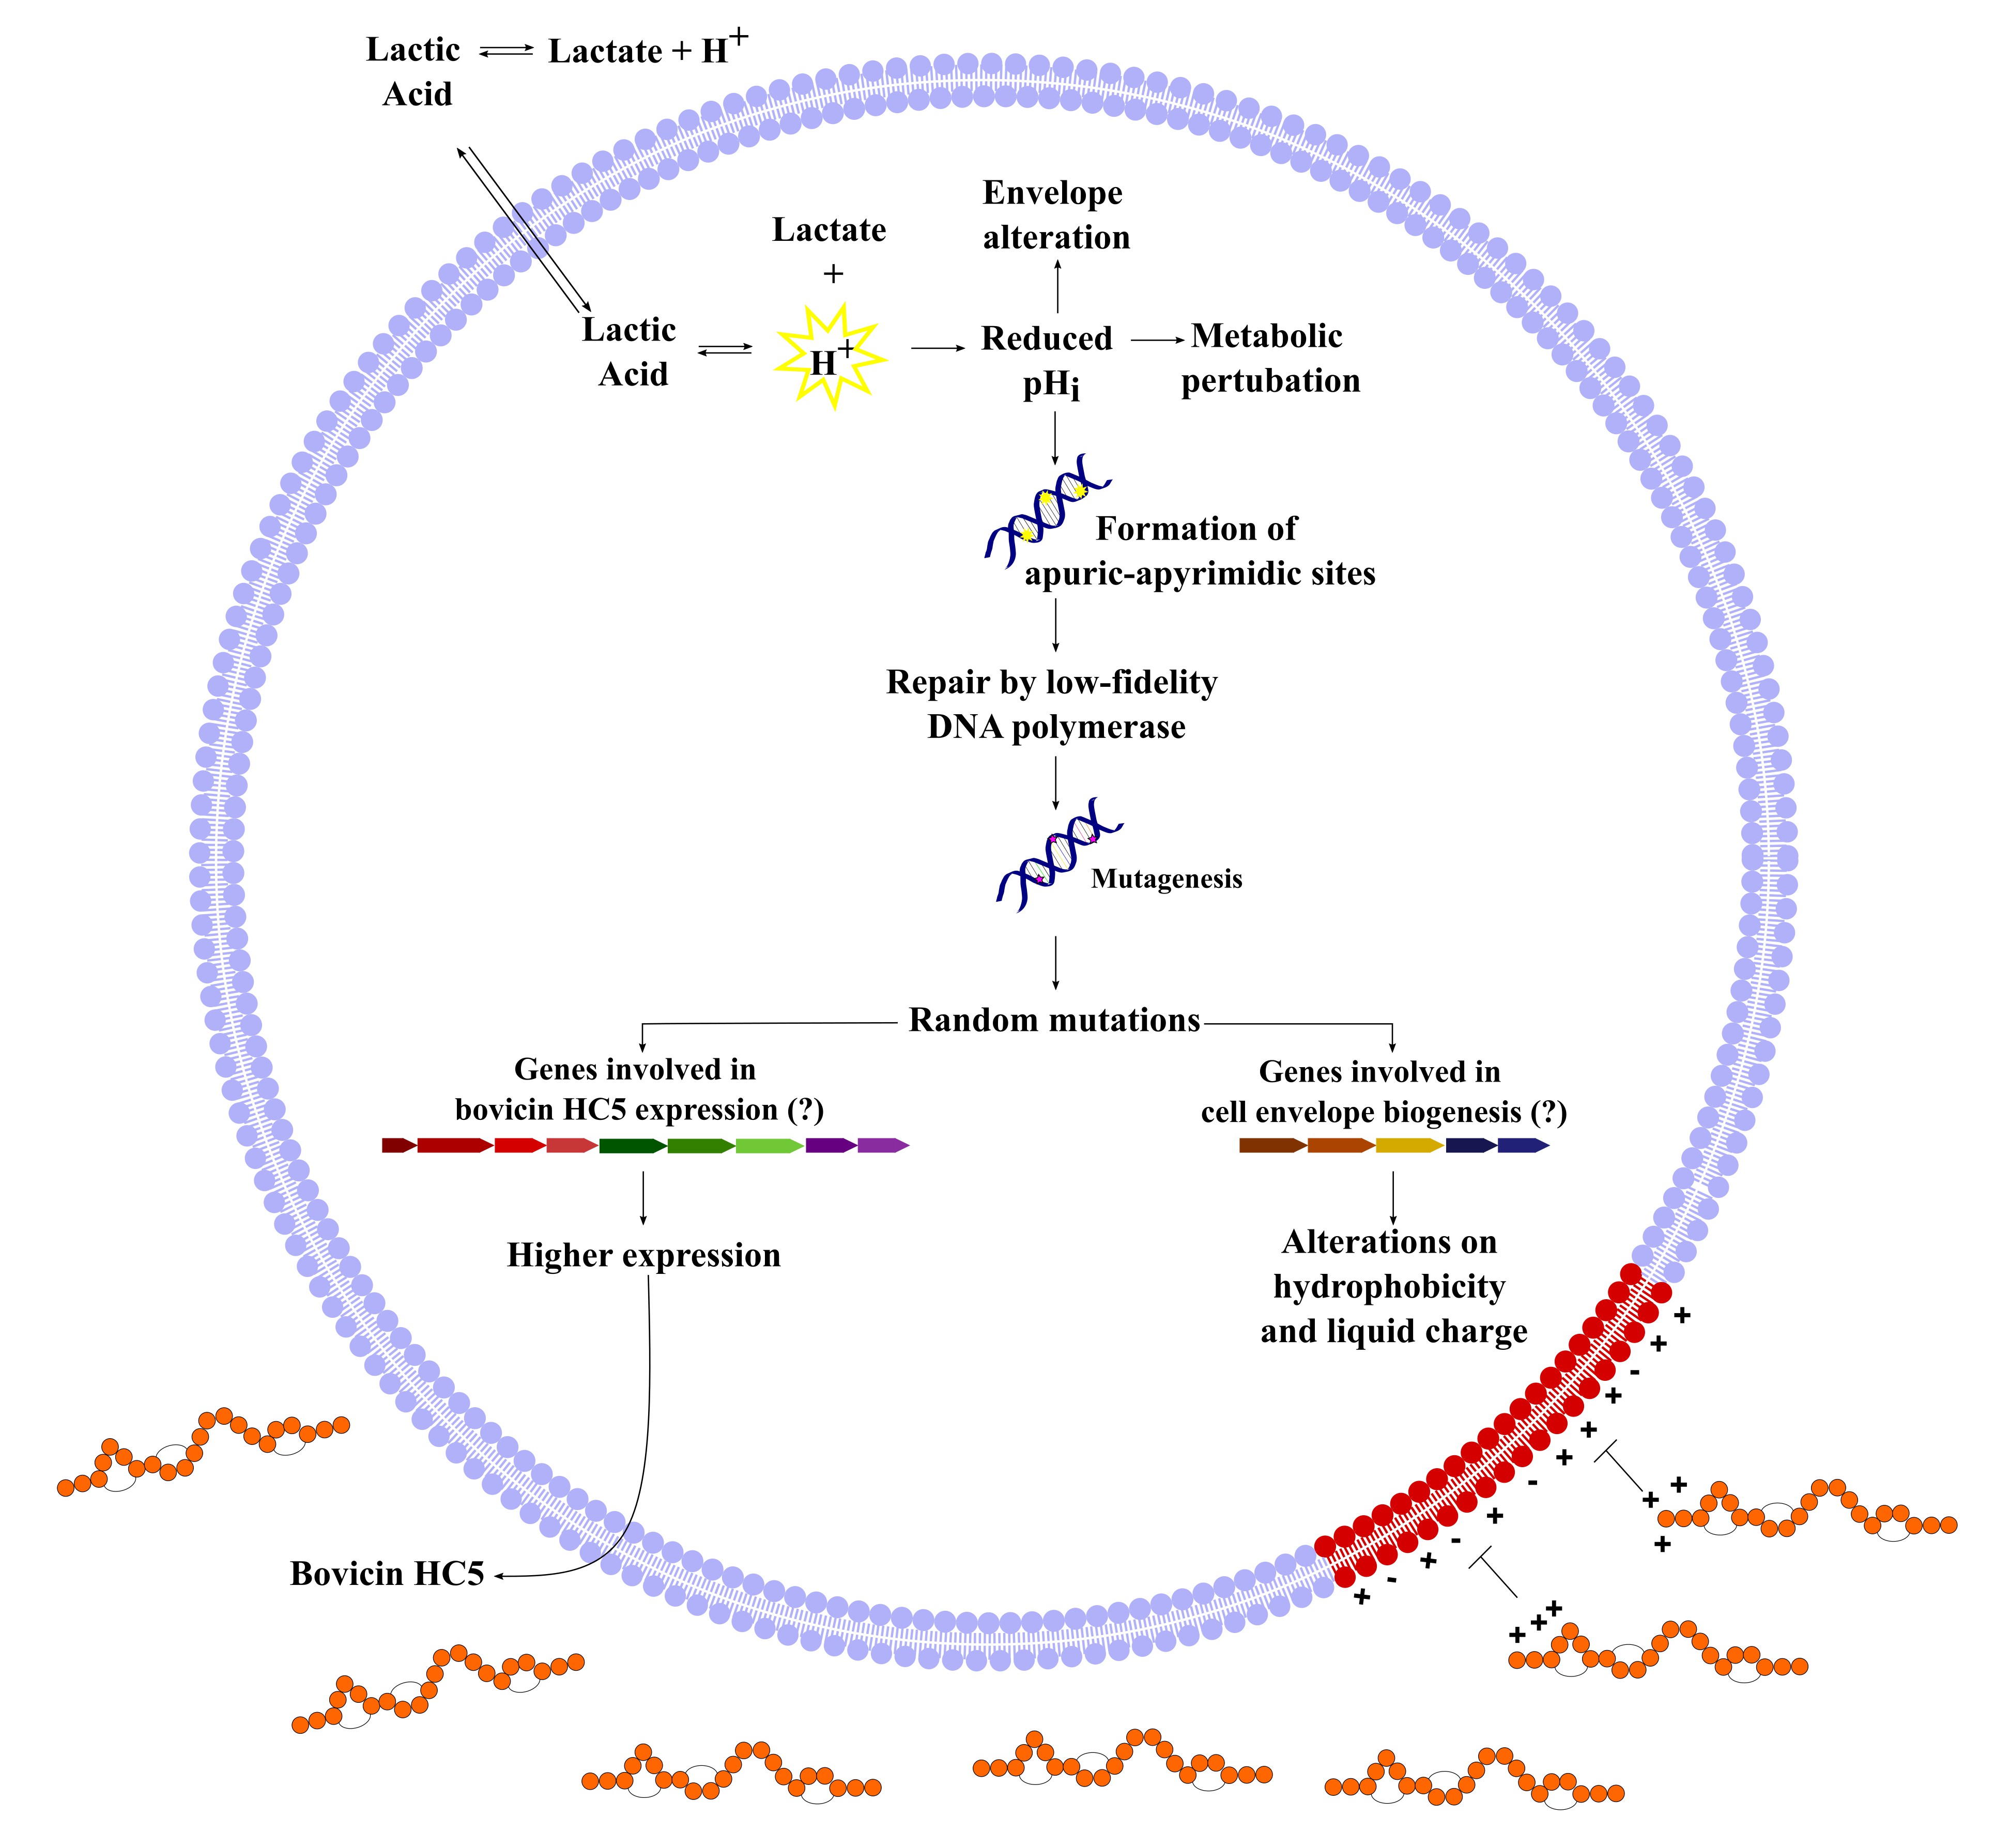 Lactic
Acid
Lactate + H+
Lactic
Acid
Lactate
+
H+
Envelope
alteration
Reduced
pHi
Metabolic
pertubation
Formation of
apuric-apyrimidic sites
Repair by low-fidelity
DNA polymerase
Mutagenesis
Random mutations
Genes involved in
bovicin HC5 expression (?)
Genes involved in
cell envelope biogenesis (?)
Higher expression
Alterations on
hydrophobicity
and liquid charge
Bovicin HC5
+
+
-
+
+
+
-
+
-
+
-
+
+
+
+
+
+
+